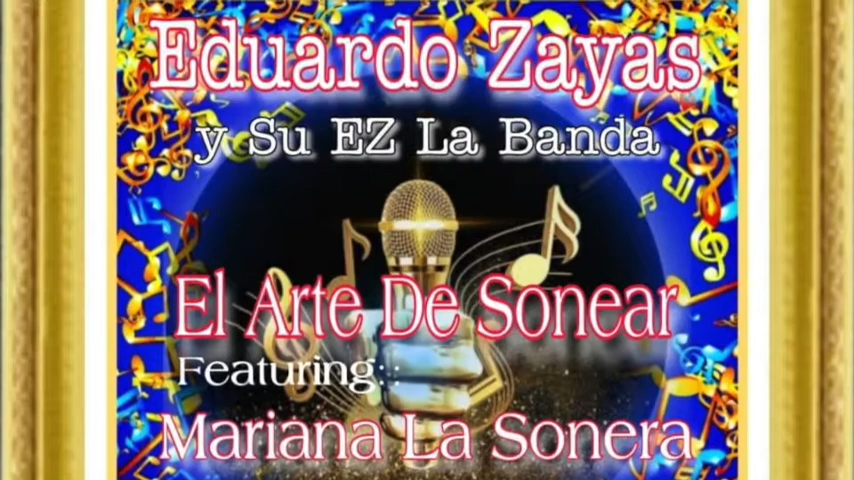 Eduardo Zayas
y Su EZ La Banda
El Arte De Sonear
Featuring::
Mariana La Sonera